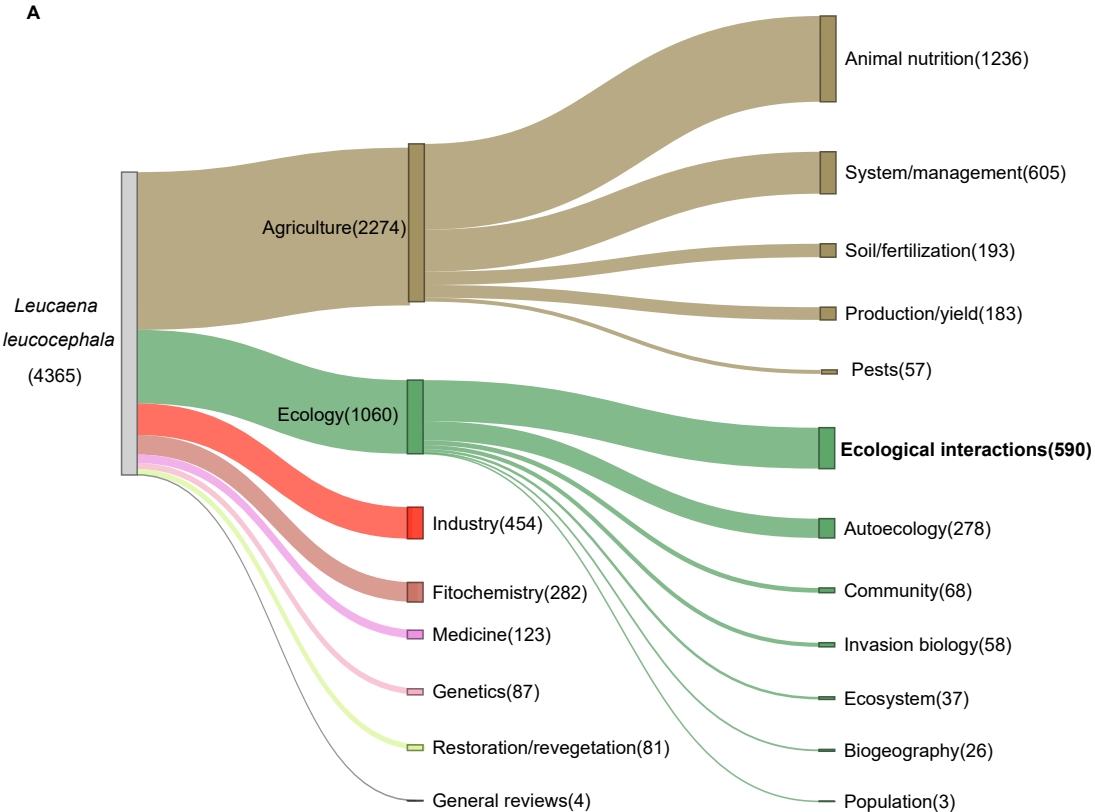 A
Leucaena
leucocephala
(4365)
Agriculture(2274)
Ecology(1060)
Industry(454)
Fitochemistry(282)
Medicine(123)
Genetics(87)
Restoration/revegetation(81)
General reviews(4)
Animal nutrition(1236)
System/management(605)
Soil/fertilization(193)
Production/yield(183)
Pests(57)
Ecological interactions(590)
Autoecology(278)
Community(68)
Invasion biology(58)
Ecosystem(37)
Biogeography(26)
Population(3)